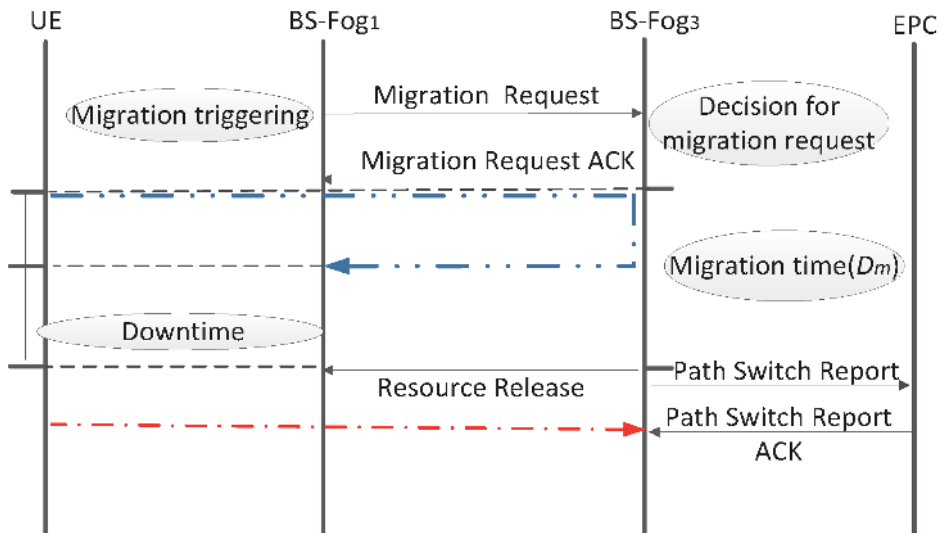 UE
BS-Fog1
BS-Fog3
EPC
Migration triggering
Migration Request
Decision for
migration request
Migration Request ACK
Migration time(Dm)
Downtime
Resource Release
Path Switch Report
Path Switch Report
ACK